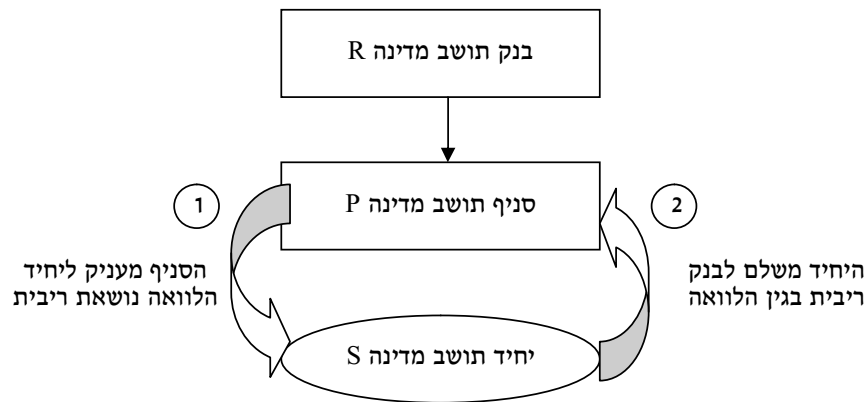 בנק תושב מדינה R
סניף תושב מדינה P
1
2
הסניף מעניק ליחיד
הלוואה נושאת ריבית
היחיד משלם לבנק
ריבית בגין הלוואה
יחיד תושב מדינה S